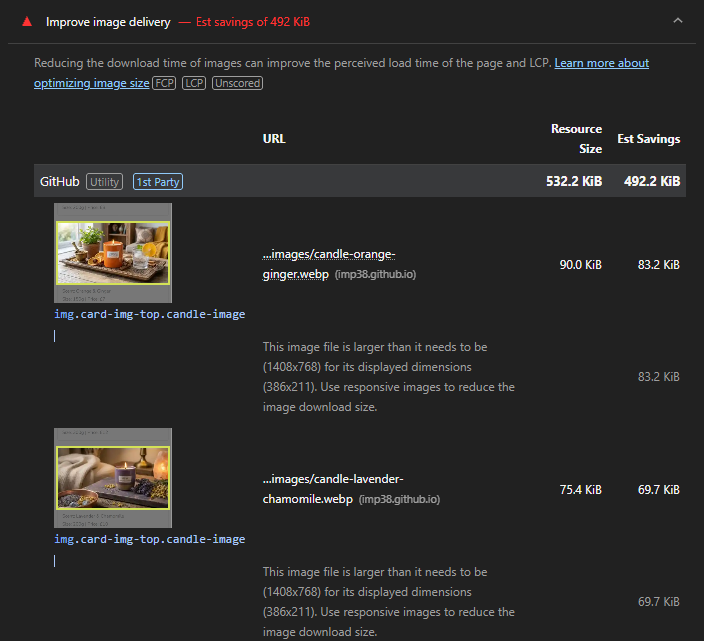 Improve image delivery — Est savings of 492 KiB
Reducing the download time of images can improve the perceived load time of the page and LCP. Learn more about
optimizing image size FCP LCP Unscored
URL
Resource
Size
Est Savings
GitHub Utility 1st Party 532.2 KiB 492.2 KiB
...images/candle-orange-
ginger.webp (imp38.github.io)
90.0 KiB
83.2 KiB
img.card-img-top.candle-image
This image file is larger than it needs to be
(1408x768) for its displayed dimensions
(386x211). Use responsive images to reduce the
image download size.
83.2 KiB
...images/candle-lavender-
chamomile.webp (imp38.github.io)
75.4 KiB
69.7 KiB
img.card-img-top.candle-image
This image file is larger than it needs to be
(1408x768) for its displayed dimensions
(386x211). Use responsive images to reduce the
image download size.
69.7 KiB